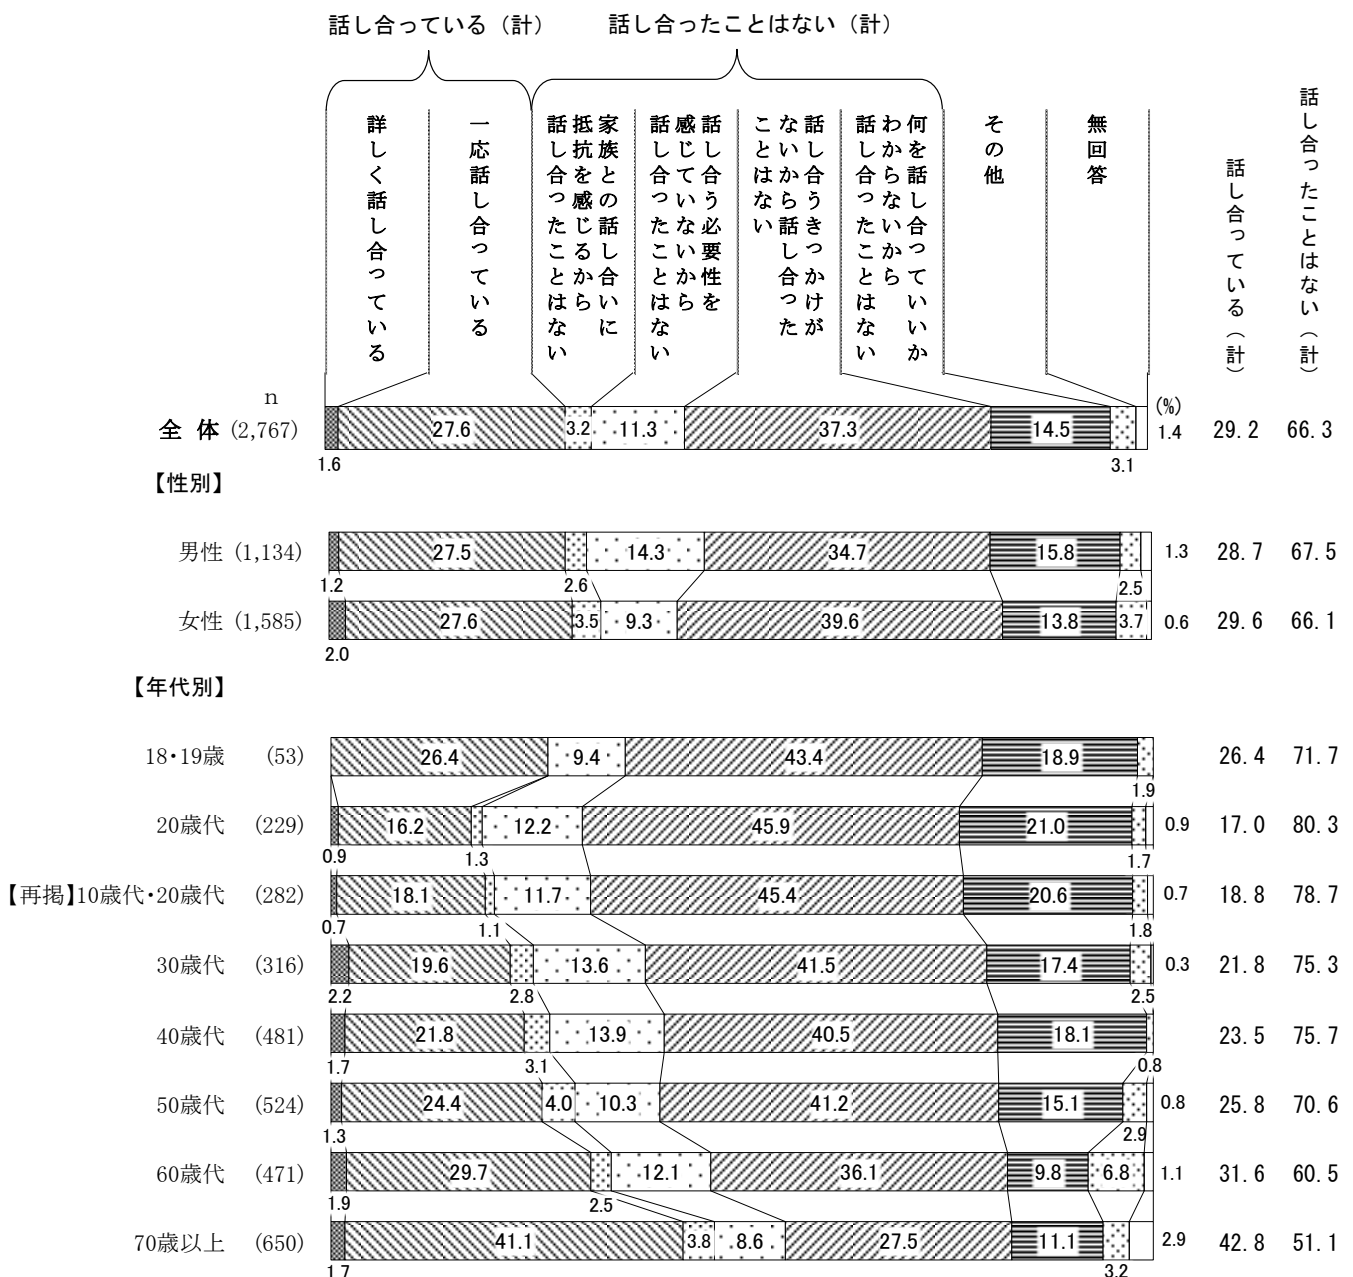 話し合っている（計）
話し合ったことはない（計）
詳しく話し合っている
一応話し合っている
家族との話し合いに
抵抗を感じるから
話し合ったことはない
話し合う必要性を
感じていないから
話し合ったことはない
話し合うきっかけが
ないから話し合った
ことはない
何を話し合っていいか
わからないから
話し合ったことはない
その他
無回答
話し合っている（計）
話し合ったことはない（計）
n
(%)
全体 (2,767) 27.6 3.2 11.3 37.3 14.5 1.4 29.2 66.3
1.6 3.1
【性別】
男性 (1,134) 27.5 14.3 34.7 15.8 1.3 28.7 67.5
1.2 2.6 2.5
女性 (1,585) 27.6 3.5 9.3 39.6 13.8 3.7 0.6 29.6 66.1
2.0
【年代別】
18・19歳 (53) 26.4 9.4 43.4 18.9 26.4 71.7
1.9
20歳代 (229) 16.2 12.2 45.9 21.0 0.9 17.0 80.3
0.9 1.3 1.7
【再掲】10歳代・20歳代 (282) 18.1 11.7 45.4 20.6 0.7 18.8 78.7
0.7 1.1 1.8
30歳代 (316) 19.6 13.6 41.5 17.4 0.3 21.8 75.3
2.2 2.8 2.5
40歳代 (481) 21.8 13.9 40.5 18.1 23.5 75.7
1.7 3.1 0.8
50歳代 (524) 24.4 4.0 10.3 41.2 15.1 0.8 25.8 70.6
1.3 2.9
60歳代 (471) 29.7 12.1 36.1 9.8 6.8 1.1 31.6 60.5
1.9 2.5
70歳以上 (650) 41.1 3.8 8.6 27.5 11.1 2.9 42.8 51.1
1.7 3.2